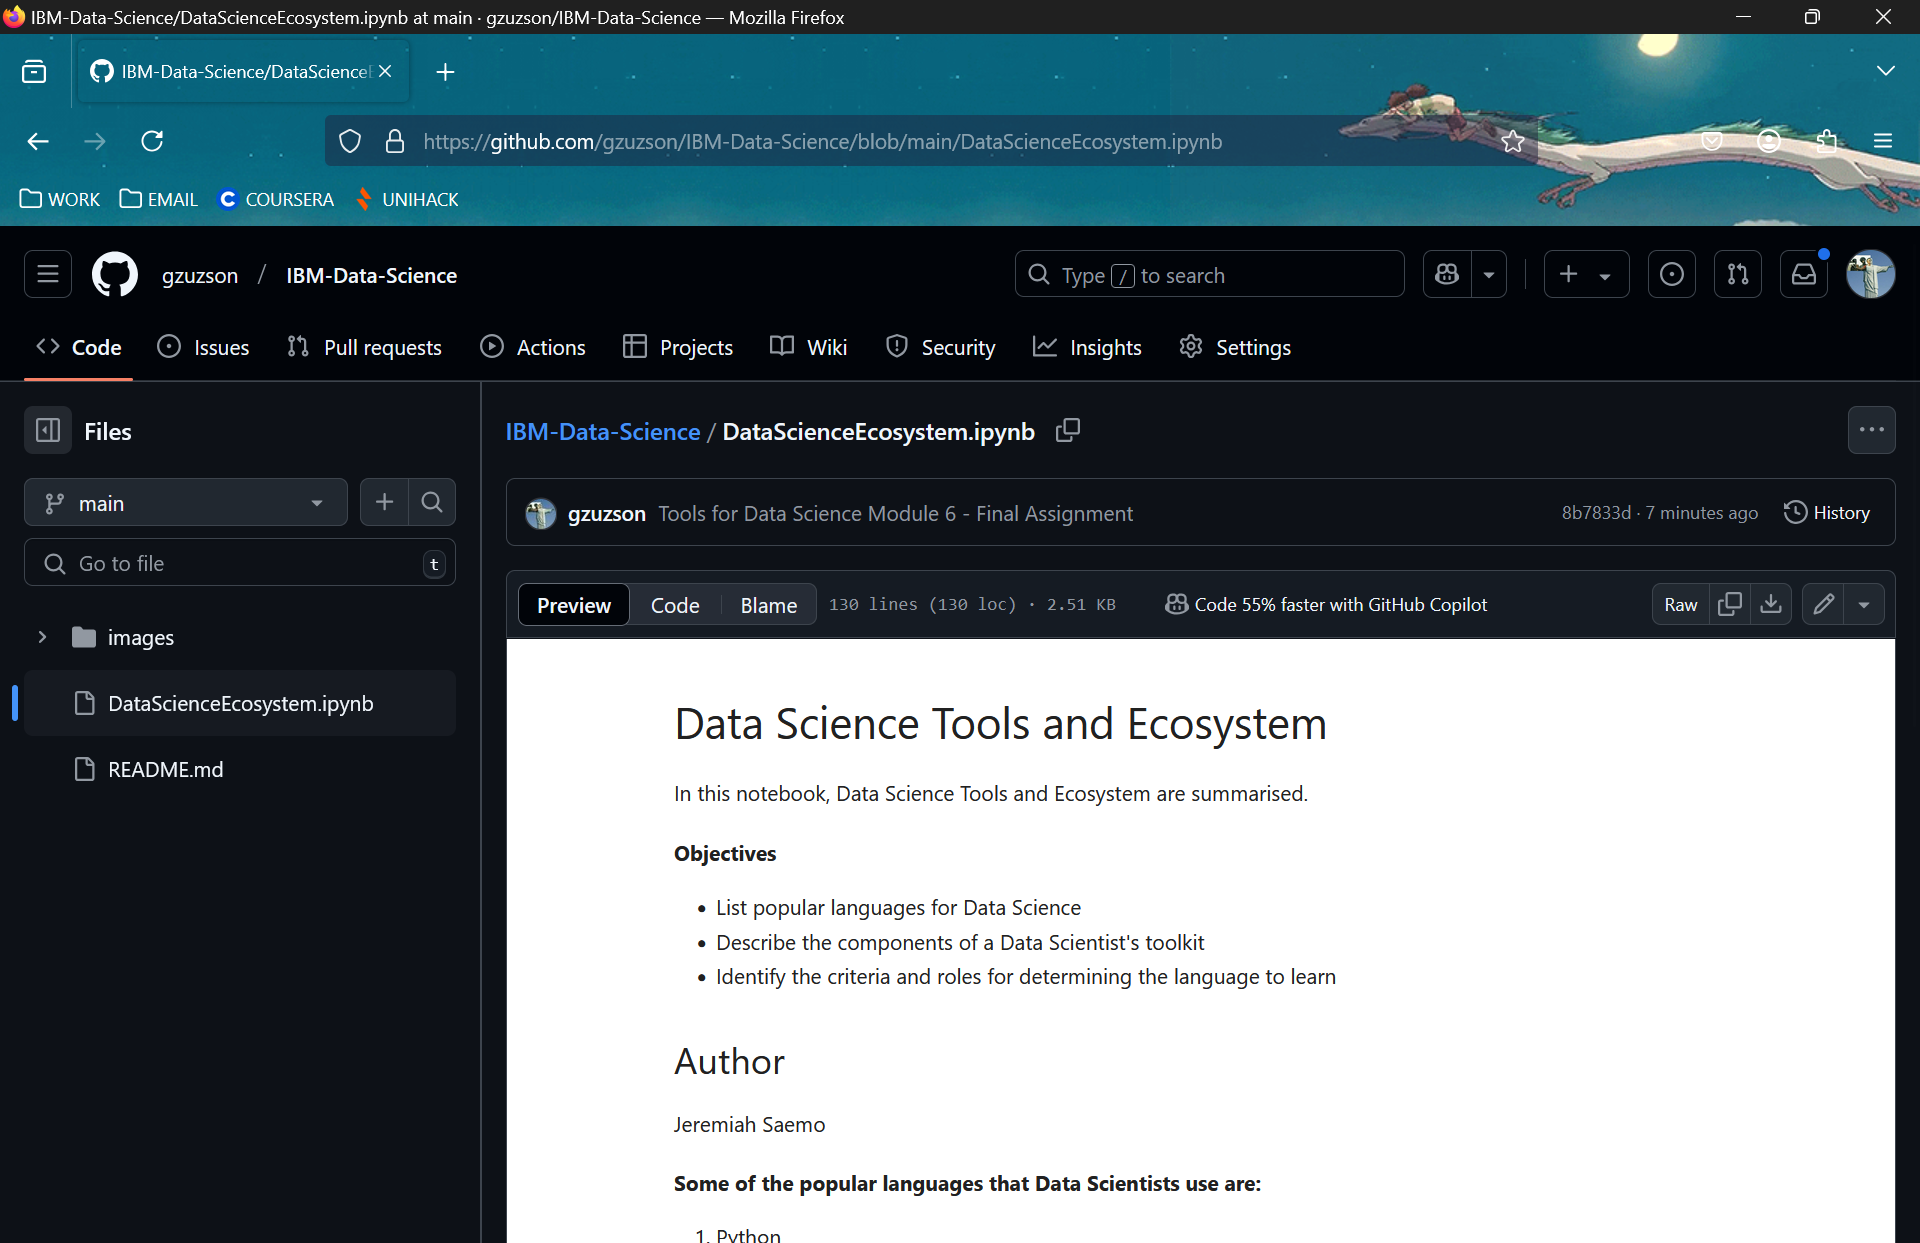 IBM-Data-Science/DataScienceEcosystem.ipynb at main · gzuzson/IBM-Data-Science — Mozilla Firefox
IBM-Data-Science/DataScienceE
https://github.com/gzuzson/IBM-Data-Science/blob/main/DataScienceEcosystem.ipynb
WORK EMAIL COURSERA UNIHACK
gzuzson / IBM-Data-Science
Type / to search
Code Issues Pull requests Actions Projects Wiki Security Insights Settings
Files
main
Go to file t
images
DataScienceEcosystem.ipynb
README.md
IBM-Data-Science / DataScienceEcosystem.ipynb
gzuzson Tools for Data Science Module 6 - Final Assignment 8b7833d · 7 minutes ago History
Preview Code Blame 130 lines (130 loc) · 2.51 KB Code 55% faster with GitHub Copilot Raw
Data Science Tools and Ecosystem
In this notebook, Data Science Tools and Ecosystem are summarised.
Objectives
• List popular languages for Data Science
• Describe the components of a Data Scientist's toolkit
• Identify the criteria and roles for determining the language to learn
Author
Jeremiah Saemo
Some of the popular languages that Data Scientists use are:
1. Python